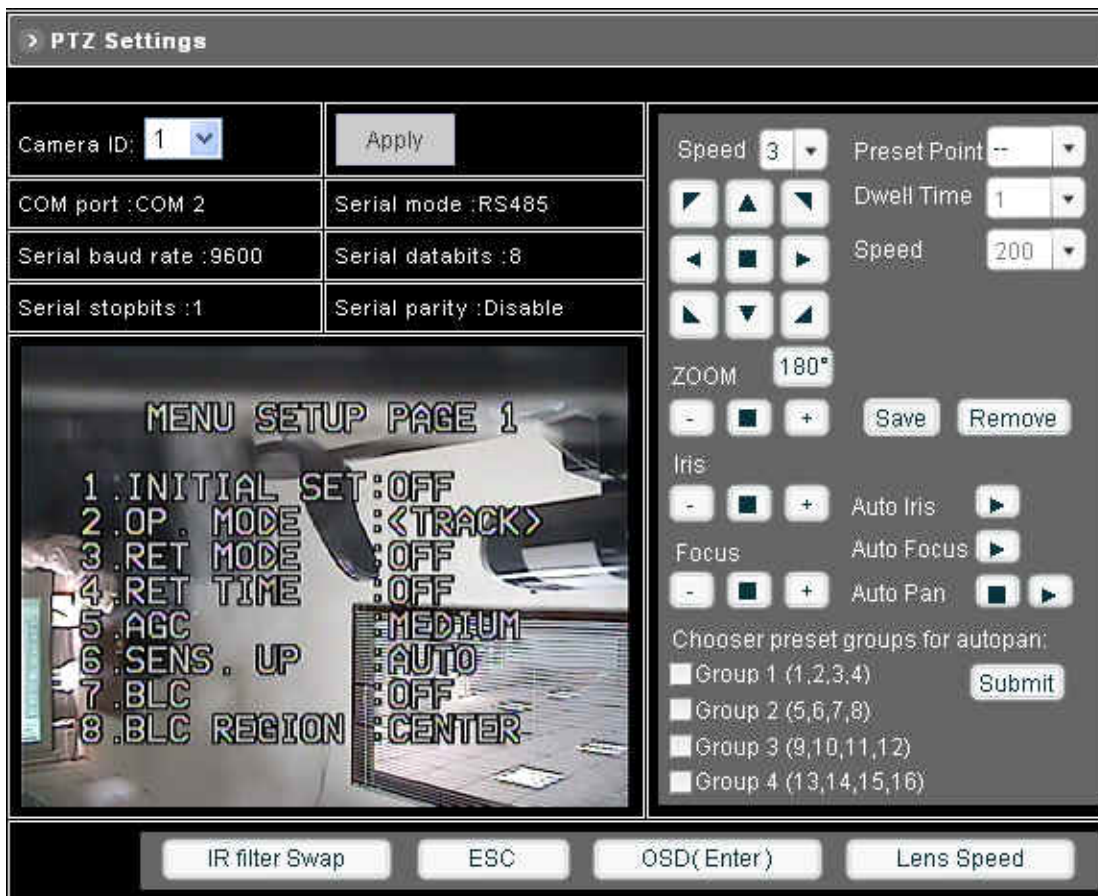 PTZ Settings
Camera ID: 1
Apply
COM port :COM 2
Serial mode :RS485
Serial baud rate :9600
Serial databits :8
Serial stopbits :1
Serial parity :Disable
MENU SETUP PAGE 1
1.INITIAL SET:OFF
2.OP. MODE :<TRACK>
3.RET MODE :OFF
4.RET TIME :OFF
5.AGC :MEDIUM
6.SENS. UP :AUTO
7.BLC :OFF
8.BLC REGION :CENTER
Speed 3
Preset Point --
Dwell Time 1
Speed 200
180°
ZOOM
- +
Save Remove
Iris
- +
Auto Iris
Focus
Auto Focus
- +
Auto Pan
Chooser preset groups for autopan:
Group 1 (1,2,3,4)
Submit
Group 2 (5,6,7,8)
Group 3 (9,10,11,12)
Group 4 (13,14,15,16)
IR filter Swap
ESC
OSD(Enter)
Lens Speed